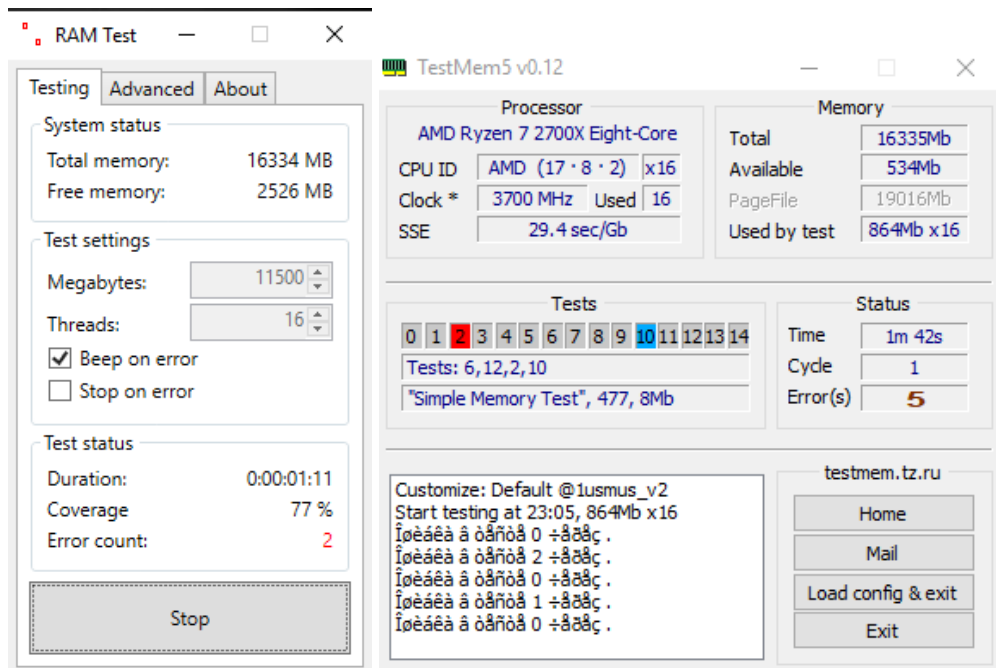 RAM Test
Testing Advanced About
System status
Total memory: 16334 MB
Free memory: 2526 MB
Test settings
Megabytes: 11500
Threads: 16
Beep on error
Stop on error
Test status
Duration: 0:00:01:11
Coverage 77 %
Error count: 2
Stop
TestMem5 v0.12
Processor
AMD Ryzen 7 2700X Eight-Core
CPU ID AMD (17 · 8 · 2) x16
Clock * 3700 MHz Used 16
SSE 29.4 sec/Gb
Memory
Total 16335Mb
Available 534Mb
PageFile 19016Mb
Used by test 864Mb x16
Tests
0 1 2 3 4 5 6 7 8 9 10 11 12 13 14
Tests: 6,12,2,10
"Simple Memory Test", 477, 8Mb
Status
Time 1m 42s
Cycle 1
Error(s) 5
Customize: Default @1usmus_v2
Start testing at 23:05, 864Mb x16
Îøèáêà â òåñòå 0 ÷åðåç .
Îøèáêà â òåñòå 2 ÷åðåç .
Îøèáêà â òåñòå 0 ÷åðåç .
Îøèáêà â òåñòå 1 ÷åðåç .
Îøèáêà â òåñòå 0 ÷åðåç .
testmem.tz.ru
Home
Mail
Load config & exit
Exit